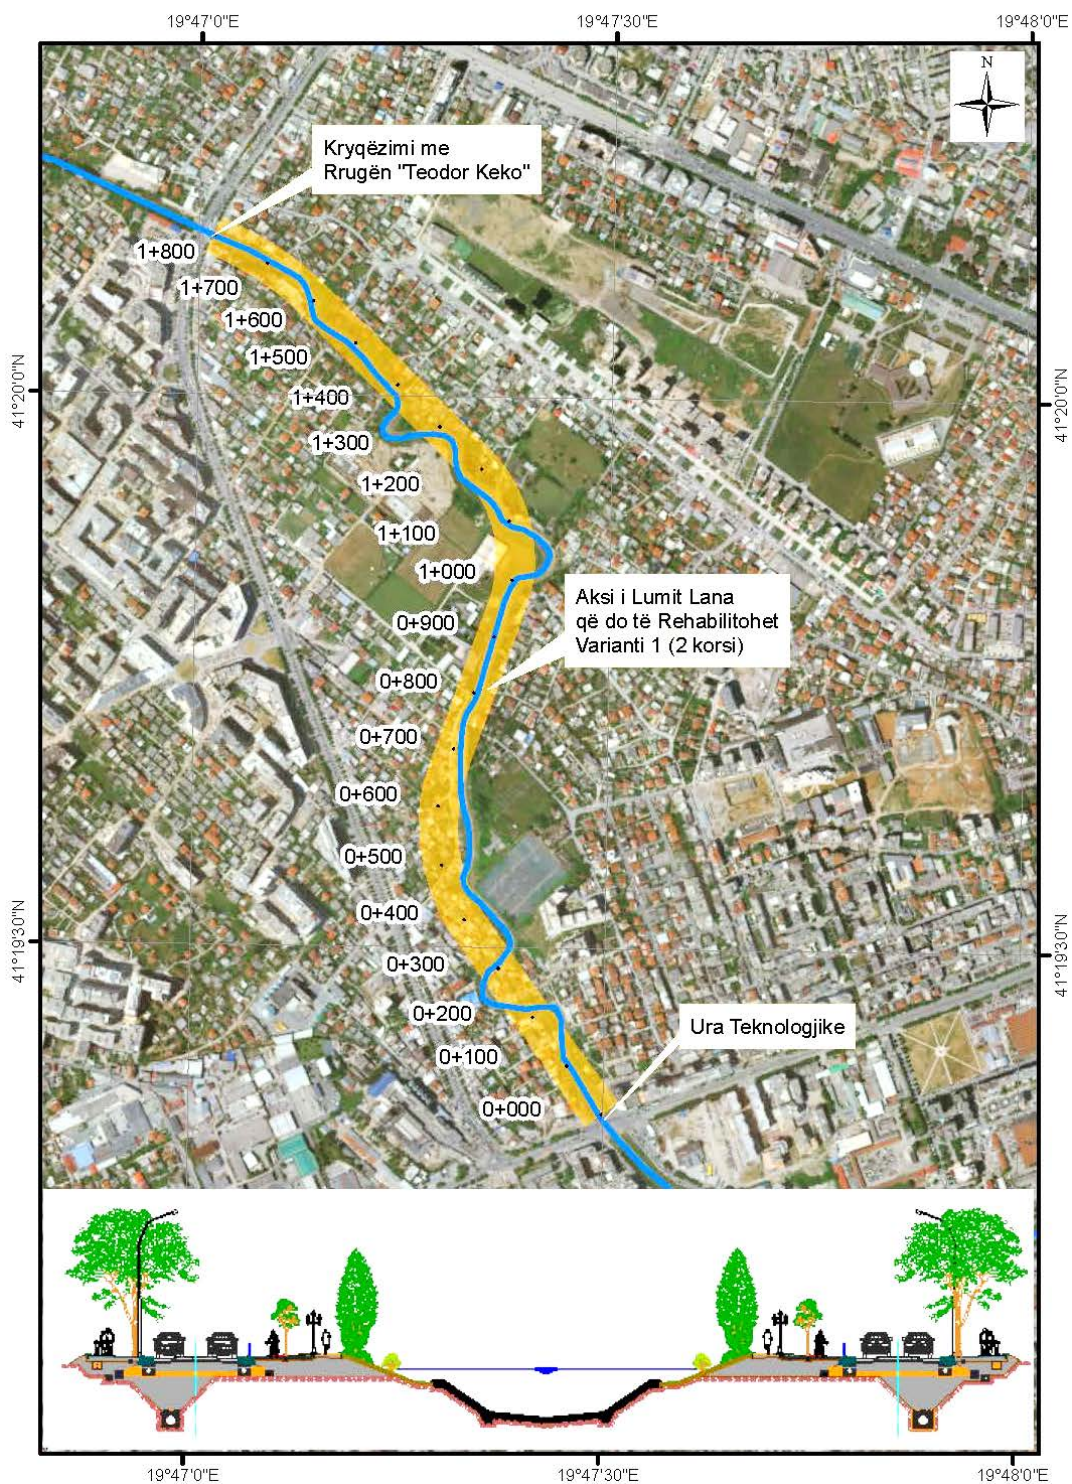 19°47'0"E
19°47'30"E
19°48'0"E
N
Kryqëzimi me
Rrugën "Teodor Keko"
1+800
1+700
1+600
1+500
41°20'0"N
41°20'0"N
1+400
1+300
1+200
1+100
1+000
Aksi i Lumit Lana
që do të Rehabilitohet
Varianti 1 (2 korsi)
0+900
0+800
0+700
0+600
0+500
0+400
41°19'30"N
41°19'30"N
0+300
0+200
Ura Teknologjike
0+100
0+000
19°47'0"E
19°47'30"E
19°48'0"E